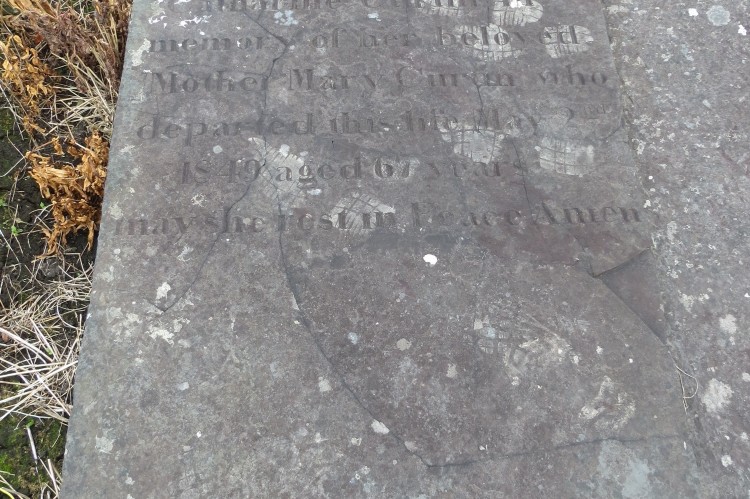 memory of her beloved
Mother Mary who
departed this life May
1849 aged 67 years
may she rest in Peace Amen